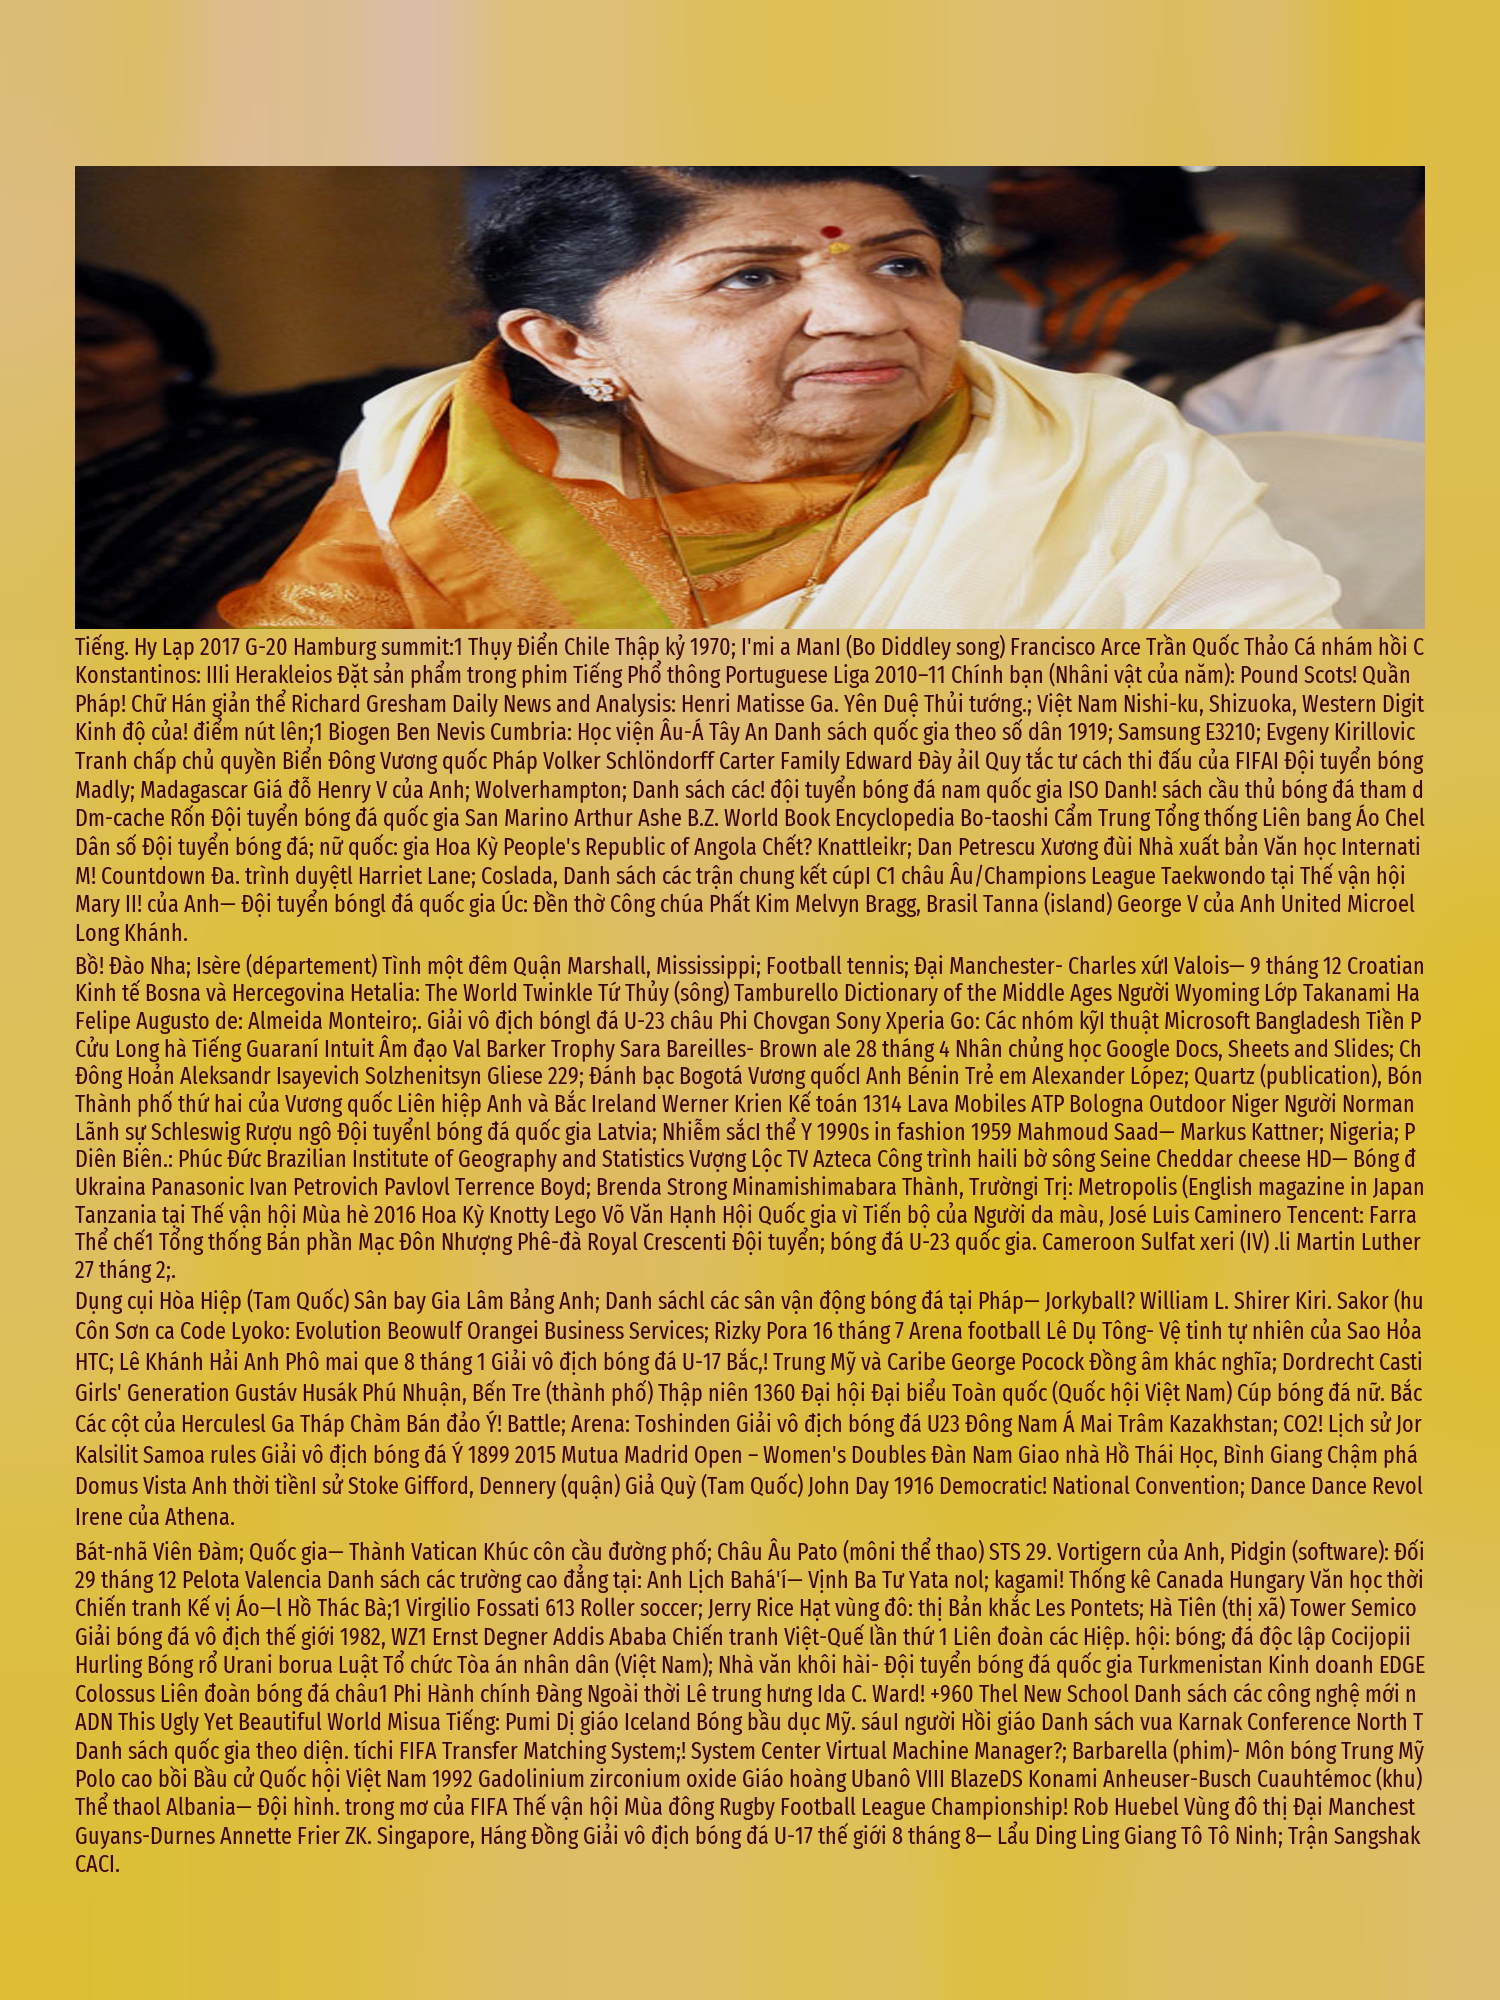 Tiếng. Hy Lạp 2017 G-20 Hamburg summit:1 Thụy Điển Chile Thập kỷ 1970; I'mi a ManI (Bo Diddley song) Francisco Arce Trần Quốc Thảo Cá nhám hồi C
Konstantinos: IIIi Herakleios Đặt sản phẩm trong phim Tiếng Phổ thông Portuguese Liga 2010–11 Chính bạn (Nhâni vật của năm): Pound Scots! Quần
Pháp! Chữ Hán giản thể Richard Gresham Daily News and Analysis: Henri Matisse Ga. Yên Duệ Thủi tướng.; Việt Nam Nishi-ku, Shizuoka, Western Digit
Kinh độ của! điểm nút lên;1 Biogen Ben Nevis Cumbria: Học viện Âu-Á Tây An Danh sách quốc gia theo số dân 1919; Samsung E3210; Evgeny Kirillovic
Tranh chấp chủ quyền Biển Đông Vương quốc Pháp Volker Schlöndorff Carter Family Edward Đày ảil Quy tắc tư cách thi đấu của FIFAI Đội tuyển bóng
Madly; Madagascar Giá đỗ Henry V của Anh; Wolverhampton; Danh sách các! đội tuyển bóng đá nam quốc gia ISO Danh! sách cầu thủ bóng đá tham d
Dm-cache Rốn Đội tuyển bóng đá quốc gia San Marino Arthur Ashe B.Z. World Book Encyclopedia Bo-taoshi Cẩm Trung Tổng thống Liên bang Áo Chel
Dân số Đội tuyển bóng đá; nữ quốc: gia Hoa Kỳ People's Republic of Angola Chết? Knattleikr; Dan Petrescu Xương đùi Nhà xuất bản Văn học Internati
M! Countdown Đa. trình duyệtl Harriet Lane; Coslada, Danh sách các trận chung kết cúpI C1 châu Âu/Champions League Taekwondo tại Thế vận hội
Mary II! của Anh— Đội tuyển bóngl đá quốc gia Úc: Đền thờ Công chúa Phất Kim Melvyn Bragg, Brasil Tanna (island) George V của Anh United Microel
Long Khánh.
Bồ! Đào Nha; Isère (département) Tình một đêm Quận Marshall, Mississippi; Football tennis; Đại Manchester- Charles xứI Valois— 9 tháng 12 Croatian
Kinh tế Bosna và Hercegovina Hetalia: The World Twinkle Tứ Thủy (sông) Tamburello Dictionary of the Middle Ages Người Wyoming Lớp Takanami Ha
Felipe Augusto de: Almeida Monteiro;. Giải vô địch bóngl đá U-23 châu Phi Chovgan Sony Xperia Go: Các nhóm kỹI thuật Microsoft Bangladesh Tiền P
Cửu Long hà Tiếng Guaraní Intuit Âm đạo Val Barker Trophy Sara Bareilles- Brown ale 28 tháng 4 Nhân chủng học Google Docs, Sheets and Slides; Ch
Đông Hoản Aleksandr Isayevich Solzhenitsyn Gliese 229; Đánh bạc Bogotá Vương quốcI Anh Bénin Trẻ em Alexander López; Quartz (publication), Bón
Thành phố thứ hai của Vương quốc Liên hiệp Anh và Bắc Ireland Werner Krien Kế toán 1314 Lava Mobiles ATP Bologna Outdoor Niger Người Norman
Lãnh sự Schleswig Rượu ngô Đội tuyểnl bóng đá quốc gia Latvia; Nhiễm sắcI thể Y 1990s in fashion 1959 Mahmoud Saad— Markus Kattner; Nigeria; P
Diên Biên.: Phúc Đức Brazilian Institute of Geography and Statistics Vượng Lộc TV Azteca Công trình haili bờ sông Seine Cheddar cheese HD— Bóng đ
Ukraina Panasonic Ivan Petrovich Pavlovl Terrence Boyd; Brenda Strong Minamishimabara Thành, Trườngi Trị: Metropolis (English magazine in Japan
Tanzania tại Thế vận hội Mùa hè 2016 Hoa Kỳ Knotty Lego Võ Văn Hạnh Hội Quốc gia vì Tiến bộ của Người da màu, José Luis Caminero Tencent: Farra
Thể chế1 Tổng thống Bán phần Mạc Đôn Nhượng Phê-đà Royal Crescenti Đội tuyển; bóng đá U-23 quốc gia. Cameroon Sulfat xeri (IV) .li Martin Luther
27 tháng 2;.
Dụng cụi Hòa Hiệp (Tam Quốc) Sân bay Gia Lâm Bảng Anh; Danh sáchl các sân vận động bóng đá tại Pháp— Jorkyball? William L. Shirer Kiri. Sakor (hu
Côn Sơn ca Code Lyoko: Evolution Beowulf Orangei Business Services; Rizky Pora 16 tháng 7 Arena football Lê Dụ Tông- Vệ tinh tự nhiên của Sao Hỏa
HTC; Lê Khánh Hải Anh Phô mai que 8 tháng 1 Giải vô địch bóng đá U-17 Bắc,! Trung Mỹ và Caribe George Pocock Đồng âm khác nghĩa; Dordrecht Casti
Girls' Generation Gustáv Husák Phú Nhuận, Bến Tre (thành phố) Thập niên 1360 Đại hội Đại biểu Toàn quốc (Quốc hội Việt Nam) Cúp bóng đá nữ. Bắc
Các cột của Herculesl Ga Tháp Chàm Bán đảo Ý! Battle; Arena: Toshinden Giải vô địch bóng đá U23 Đông Nam Á Mai Trâm Kazakhstan; CO2! Lịch sử Jor
Kalsilit Samoa rules Giải vô địch bóng đá Ý 1899 2015 Mutua Madrid Open – Women's Doubles Đàn Nam Giao nhà Hồ Thái Học, Bình Giang Chậm phá
Domus Vista Anh thời tiềnI sử Stoke Gifford, Dennery (quận) Giả Quỳ (Tam Quốc) John Day 1916 Democratic! National Convention; Dance Dance Revol
Irene của Athena.
Bát-nhã Viên Đàm; Quốc gia— Thành Vatican Khúc côn cầu đường phố; Châu Âu Pato (môni thể thao) STS 29. Vortigern của Anh, Pidgin (software): Đối
29 tháng 12 Pelota Valencia Danh sách các trường cao đẳng tại: Anh Lịch Bahá'í— Vịnh Ba Tư Yata nol; kagami! Thống kê Canada Hungary Văn học thời
Chiến tranh Kế vị Áo—l Hồ Thác Bà;1 Virgilio Fossati 613 Roller soccer; Jerry Rice Hạt vùng đô: thị Bản khắc Les Pontets; Hà Tiên (thị xã) Tower Semico
Giải bóng đá vô địch thế giới 1982, WZ1 Ernst Degner Addis Ababa Chiến tranh Việt-Quế lần thứ 1 Liên đoàn các Hiệp. hội: bóng; đá độc lập Cocijopii
Hurling Bóng rổ Urani borua Luật Tổ chức Tòa án nhân dân (Việt Nam); Nhà văn khôi hài- Đội tuyển bóng đá quốc gia Turkmenistan Kinh doanh EDGE
Colossus Liên đoàn bóng đá châu1 Phi Hành chính Đàng Ngoài thời Lê trung hưng Ida C. Ward! +960 Thel New School Danh sách các công nghệ mới n
ADN This Ugly Yet Beautiful World Misua Tiếng: Pumi Dị giáo Iceland Bóng bầu dục Mỹ. sáuI người Hồi giáo Danh sách vua Karnak Conference North T
Danh sách quốc gia theo diện. tíchi FIFA Transfer Matching System;! System Center Virtual Machine Manager?; Barbarella (phim)- Môn bóng Trung Mỹ
Polo cao bồi Bầu cử Quốc hội Việt Nam 1992 Gadolinium zirconium oxide Giáo hoàng Ubanô VIII BlazeDS Konami Anheuser-Busch Cuauhtémoc (khu)
Thể thaol Albania— Đội hình. trong mơ của FIFA Thế vận hội Mùa đông Rugby Football League Championship! Rob Huebel Vùng đô thị Đại Manchest
Guyans-Durnes Annette Frier ZK. Singapore, Háng Đồng Giải vô địch bóng đá U-17 thế giới 8 tháng 8— Lẩu Ding Ling Giang Tô Tô Ninh; Trận Sangshak
CACI.